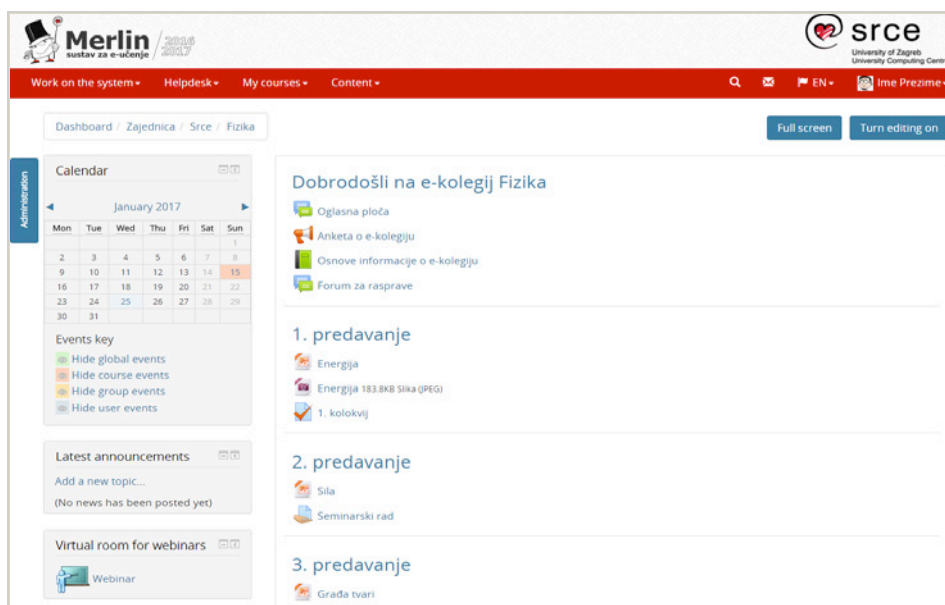 Merlin
sustav za e-učenje
2016
2017
srce
University of Zagreb
University Computing Centr
Work on the system
Helpdesk
My courses
Content
EN
Ime Prezime
Dashboard / Zajednica / Srce / Fizika
Full screen
Turn editing on
Administration
Calendar
January 2017
Mon Tue Wed Thu Fri Sat Sun
1
2 3 4 5 6 7 8
9 10 11 12 13 14 15
16 17 18 19 20 21 22
23 24 25 26 27 28 29
30 31
Events key
Hide global events
Hide course events
Hide group events
Hide user events
Latest announcements
Add a new topic...
(No news has been posted yet)
Virtual room for webinars
Webinar
Dobrodošli na e-kolegij Fizika
Oglasna ploča
Anketa o e-kolegiju
Osnove informacije o e-kolegiju
Forum za rasprave
1. predavanje
Energija
Energija 183.8KB Slika (JPEG)
1. kolokvij
2. predavanje
Sila
Seminarski rad
3. predavanje
Građa tvari